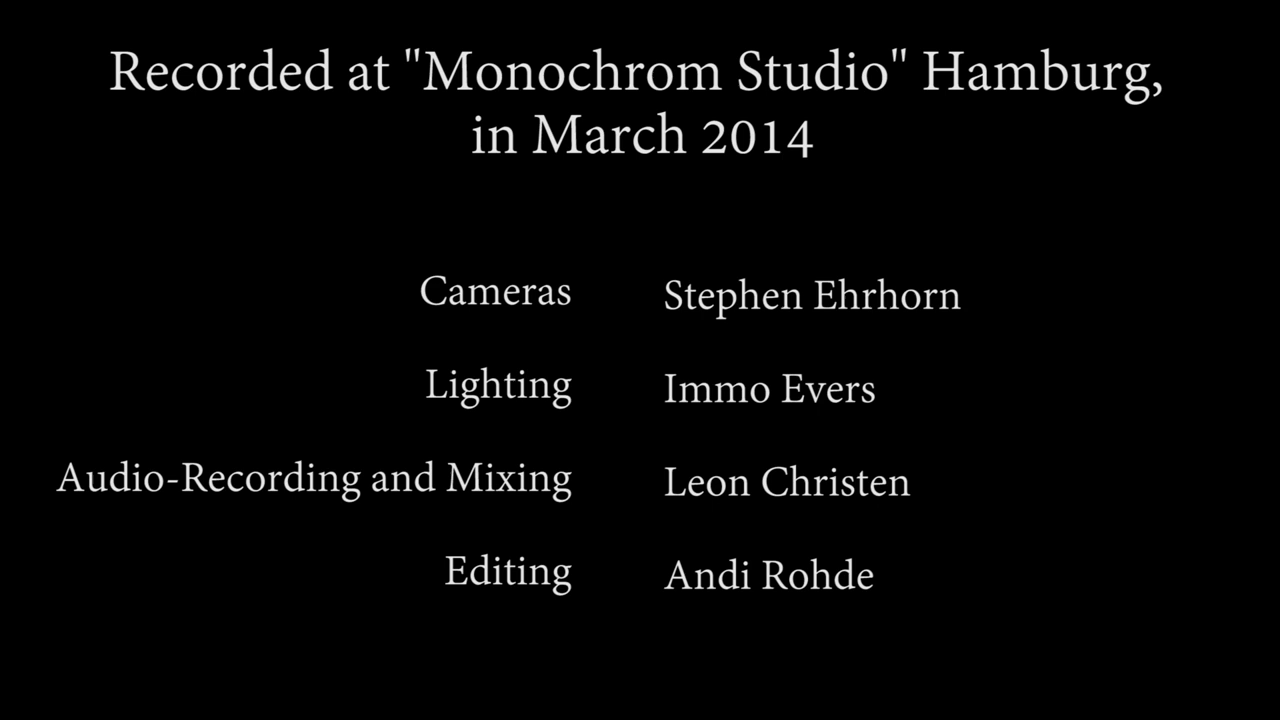 Recorded at "Monochrom Studio" Hamburg,
in March 2014
Cameras Stephen Ehrhorn
Lighting Immo Evers
Audio-Recording and Mixing Leon Christen
Editing Andi Rohde